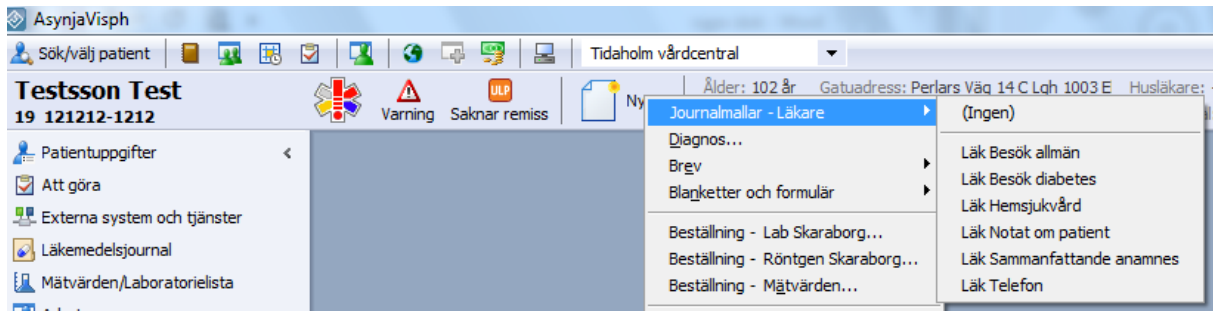 AsynjaVisph
Sök/välj patient
Tidaholm vårdcentral
Testsson Test
19 121212-1212
Varning
ULP
Saknar remiss
Ny
Ålder: 102 år Gatuadress: Perlars Väg 14 C Lgh 1003 E Husläkare: -
Patientuppgifter
Att göra
Externa system och tjänster
Läkemedelsjournal
Mätvärden/Laboratorielista
Journalmallar - Läkare
Diagnos...
Brev
Blanketter och formulär
Beställning - Lab Skaraborg...
Beställning - Röntgen Skaraborg...
Beställning - Mätvärden...
(Ingen)
Läk Besök allmän
Läk Besök diabetes
Läk Hemsjukvård
Läk Notat om patient
Läk Sammanfattande anamnes
Läk Telefon